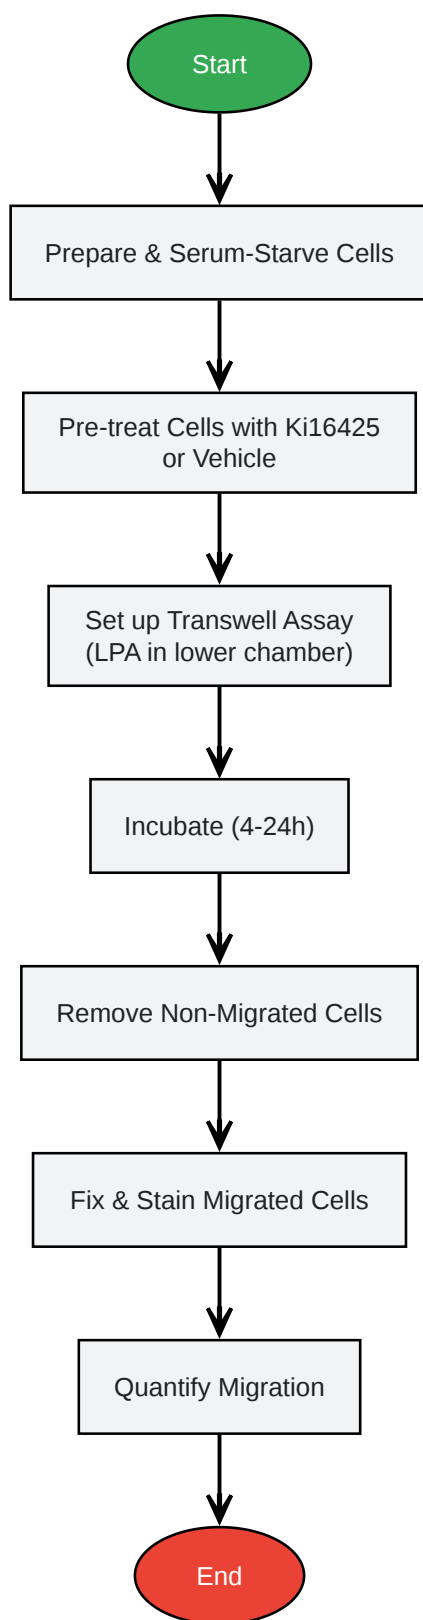 Start
Prepare & Serum-Starve Cells
Pre-treat Cells with Ki16425
or Vehicle
Set up Transwell Assay
(LPA in lower chamber)
Incubate (4-24h)
Remove Non-Migrated Cells
Fix & Stain Migrated Cells
Quantify Migration
End